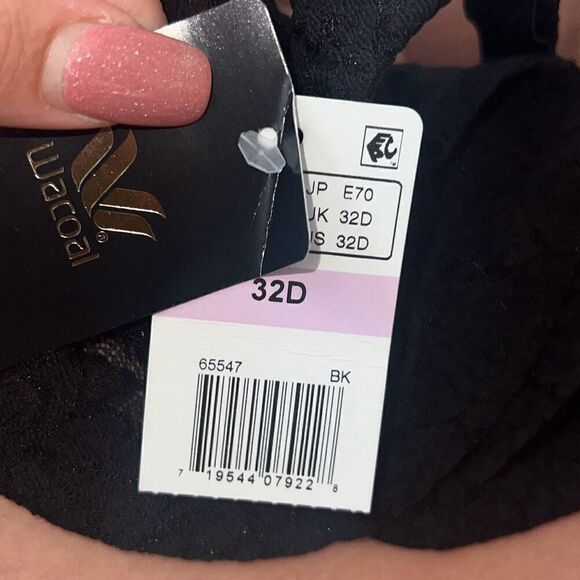 wacoal®
JP E70
UK 32D
US 32D
32D
65547 BK
7 19544 07922 8